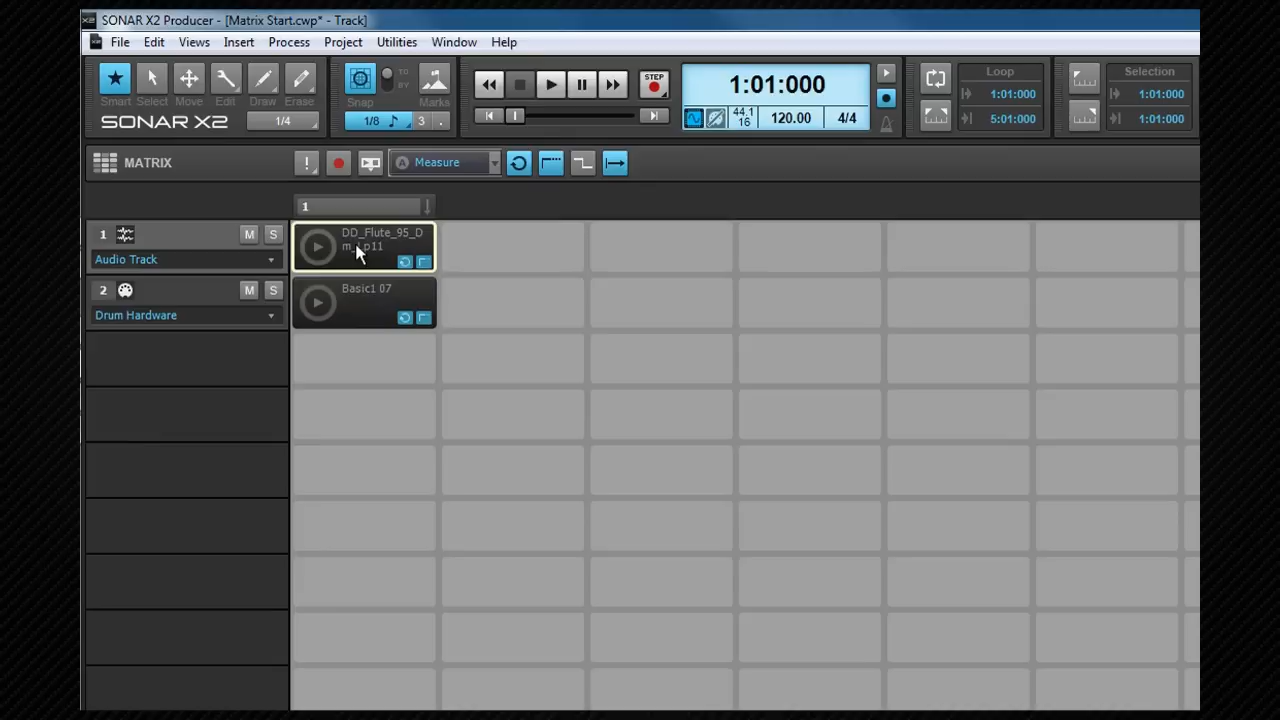 SONAR X2 Producer - [Matrix Start.cwp* - Track]
File Edit Views Insert Process Project Utilities Window Help
Smart Select Move Edit Draw Erase
SONAR X2
1/4
TO
BY
Snap Marks
1/8 3 .
STEP
1:01:000
44.1
16
120.00
4/4
Loop
1:01:000
5:01:000
Selection
1:01:000
1:01:000
MATRIX
! A Measure
1
1 M S
Audio Track
DD_Flute_95_D
2 M S
Drum Hardware
Basic1 07